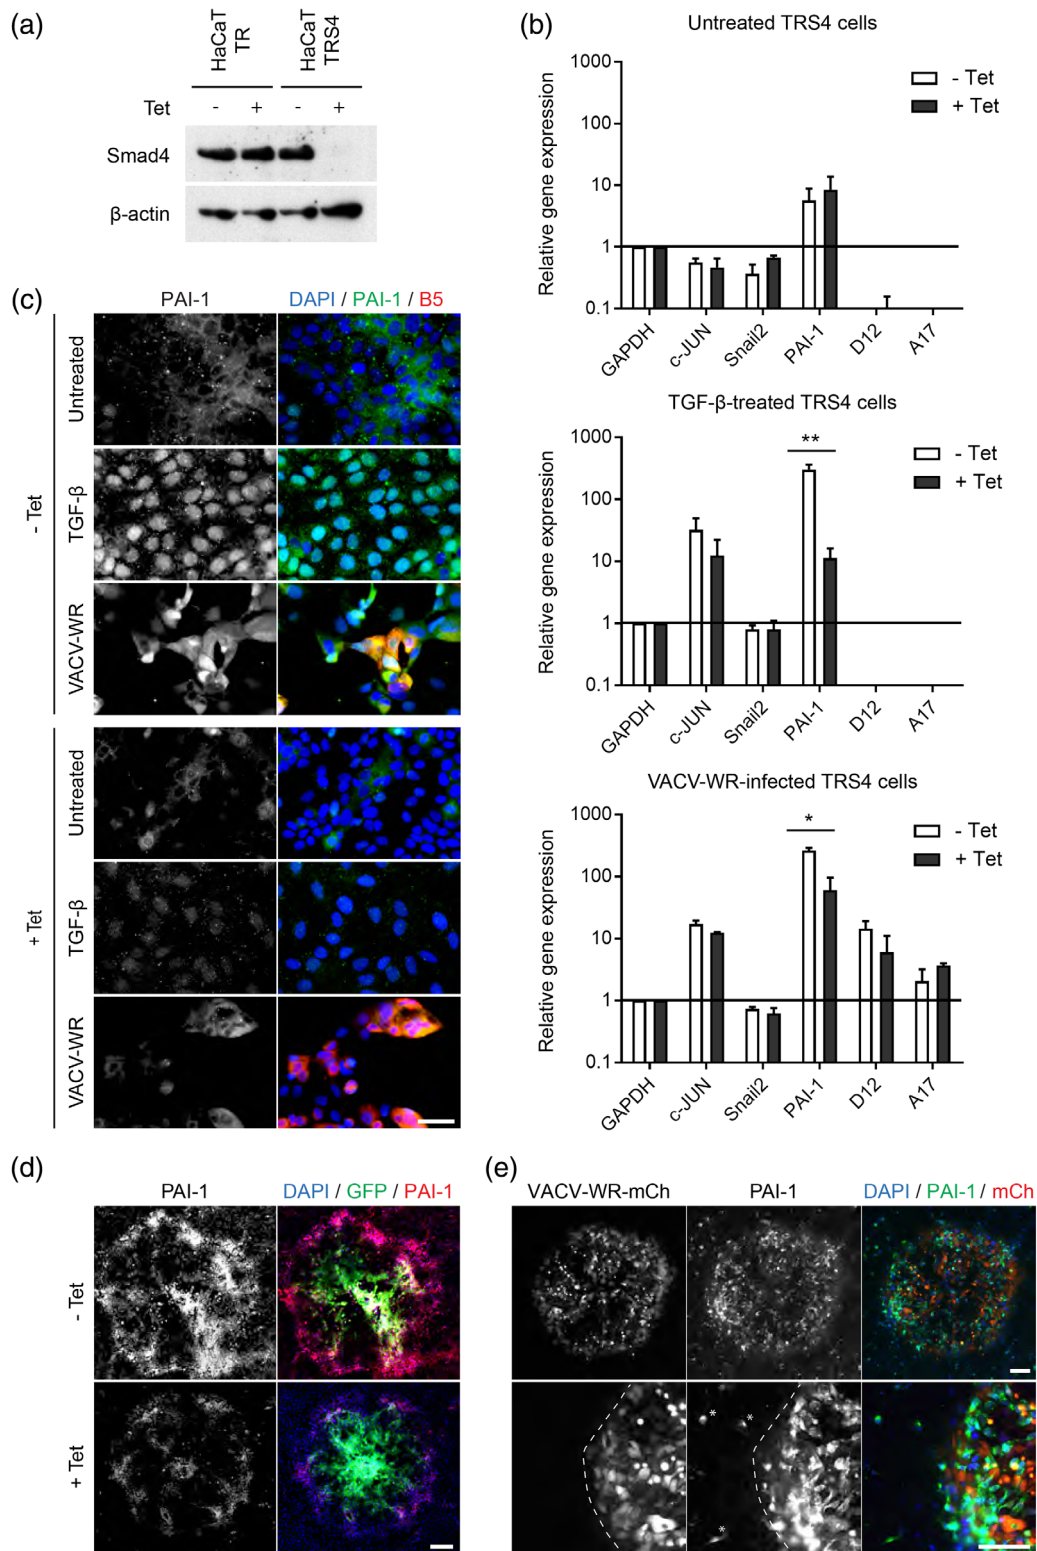 (a)
HaCaT TR
HaCaT TRS4
Tet - + - +
Smad4
β-actin
(b)
Untreated TRS4 cells
Relative gene expression
1000
100
10
1
0.1
- Tet
+ Tet
GAPDH
c-JUN
Snail2
PAI-1
D12
A17
TGF-β-treated TRS4 cells
Relative gene expression
1000
100
10
1
0.1
**
- Tet
+ Tet
GAPDH
c-JUN
Snail2
PAI-1
D12
A17
VACV-WR-infected TRS4 cells
Relative gene expression
1000
100
10
1
0.1
*
- Tet
+ Tet
GAPDH
c-JUN
Snail2
PAI-1
D12
A17
(c)
PAI-1
DAPI / PAI-1 / B5
- Tet
Untreated
TGF-β
VACV-WR
+ Tet
Untreated
TGF-β
VACV-WR
(d)
PAI-1
DAPI / GFP / PAI-1
- Tet
+ Tet
(e)
VACV-WR-mCh
PAI-1
DAPI / PAI-1 / mCh
*
*
*